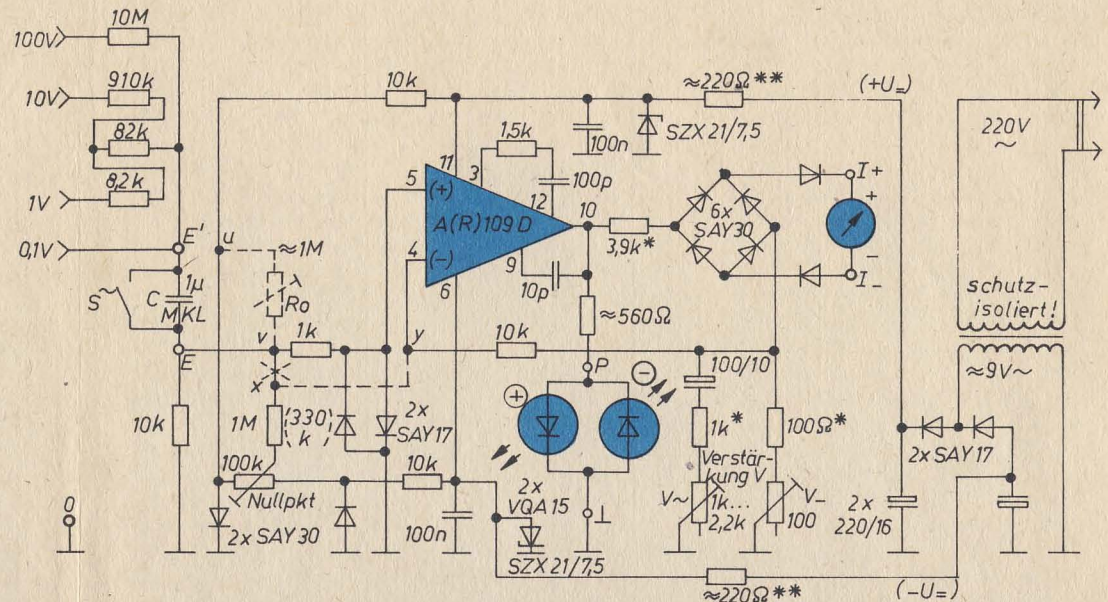 100V
10M
10V
910k
82k
1V
8,2k
0,1V
E'
S
~
C
1µ
MKL
E
10k
0
u
≈1M
R0
v
1k
x
1M
(330
k)
100k
Nullpkt
2x SAY30
10k
2x
SAY17
10k
100n
10k
11
5
(+)
3
1,5k
100p
12
A(R)109D
4
(-)
6
9
10
10p
y
10k
100n
SZX 21/7,5
≈220Ω**
3,9k*
6x
SAY30
I+
+
-
I-
≈560Ω
P
+
-
2x
VQA15
⊥
SZX 21/7,5
100/10
1k*
100Ω*
Verstär-
kung V
V~
1k...
2,2k
V-
100
≈220Ω**
(+U=)
(-U=)
220V
~
schutz-
isoliert!
≈9V~
2x SAY17
2x
220/16